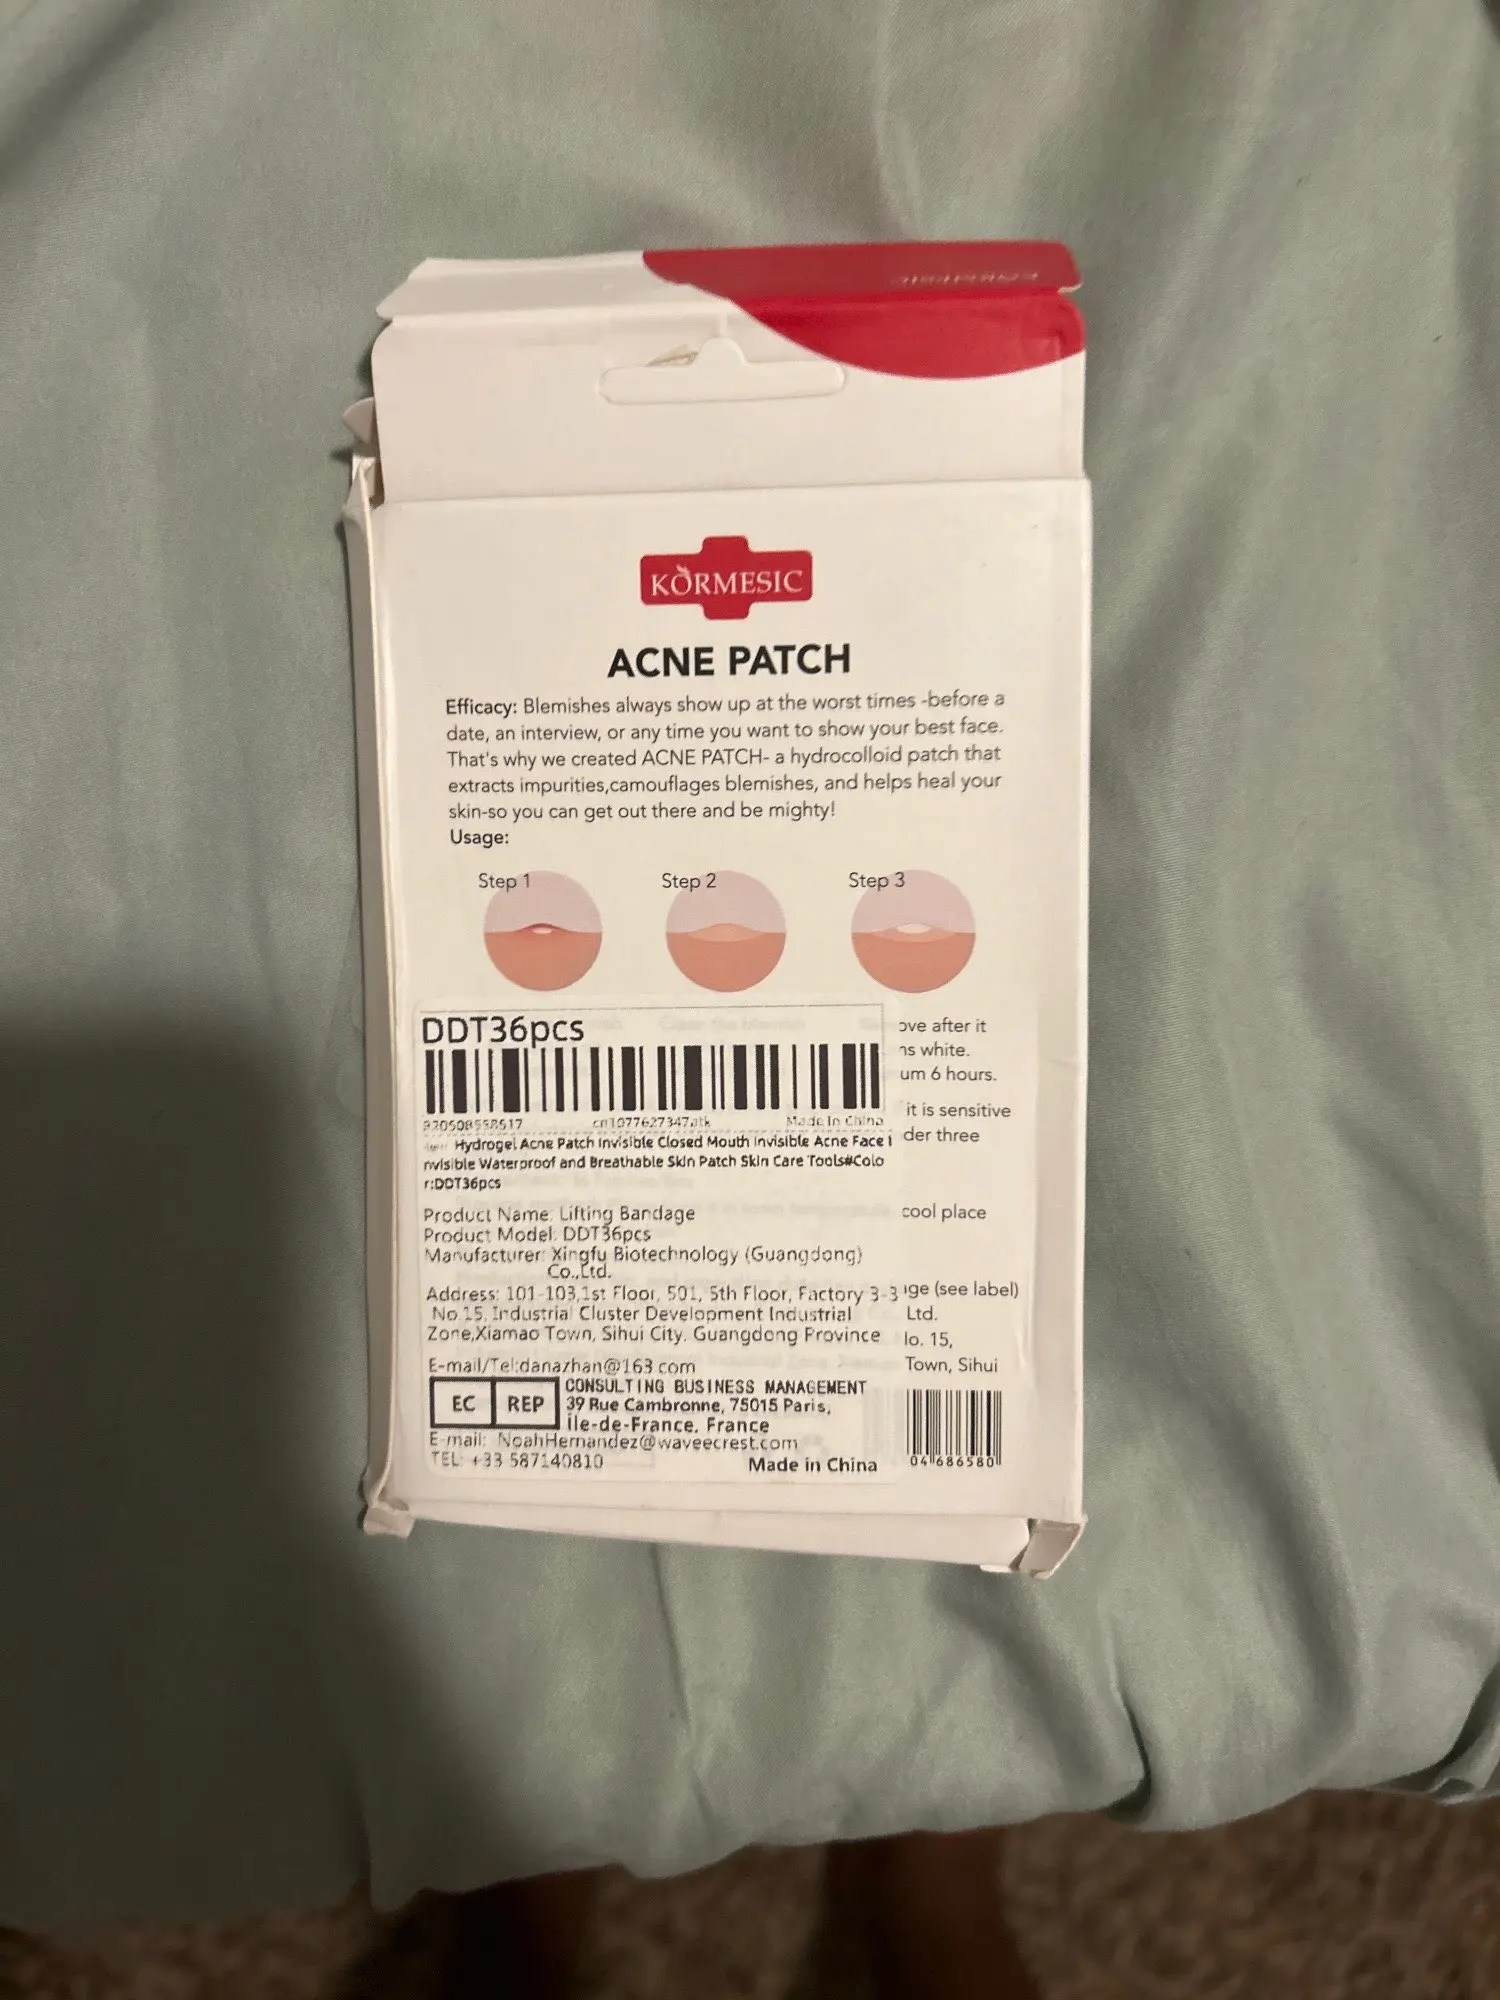 KORMESIC
ACNE PATCH
Efficacy: Blemishes always show up at the worst times -before a
date, an interview, or any time you want to show your best face.
That's why we created ACNE PATCH- a hydrocolloid patch that
extracts impurities,camouflages blemishes, and helps heal your
skin-so you can get out there and be mighty!
Usage:
Step 1 Step 2 Step 3
ove after it
ns white.
um 6 hours.
it is sensitive
der three
cool place
ige (see label)
Ltd.
lo. 15,
Town, Sihui
04686580
DDT36pcs
cn1077627347atk Made In China
Hydrogel Acne Patch Invisible Closed Mouth Invisible Acne Face I
nvisible Waterproof and Breathable Skin Patch Skin Care Tools#Colo
r:DDT36pcs
Product Name: Lifting Bandage
Product Model: DDT36pcs
Manufacturer: Xingfu Biotechnology (Guangdong)
Co.,Ltd.
Address: 101-103,1st Floor, 501, 5th Floor, Factory 3-3
No.15, Industrial Cluster Development Industrial
Zone,Xiamao Town, Sihui City, Guangdong Province
E-mail/Tel:danazhan@163.com
EC REP
CONSULTING BUSINESS MANAGEMENT
39 Rue Cambronne, 75015 Paris,
Île-de-France, France
E-mail: NoahHernandez@waveecrest.com
TEL: +33 587140810
Made in China